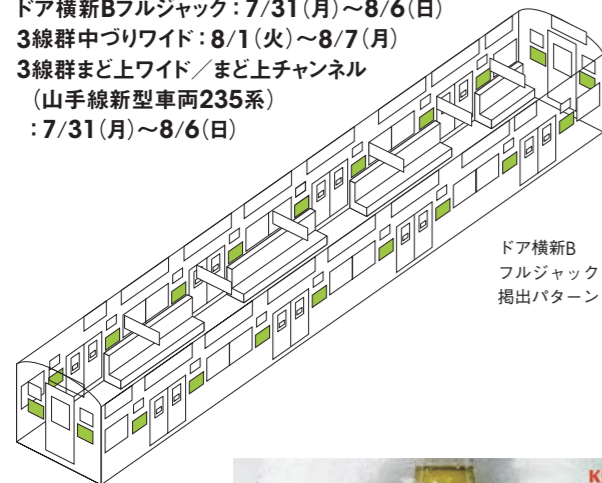 ドア横新Bフルジャック：7/31（月）～8/6（日）
3線群中づりワイド：8/1（火）～8/7（月）
3線群まど上ワイド／まど上チャンネル
（山手線新型車両235系）
：7/31（月）～8/6（日）
ドア横新B
フルジャック
掲出パターン